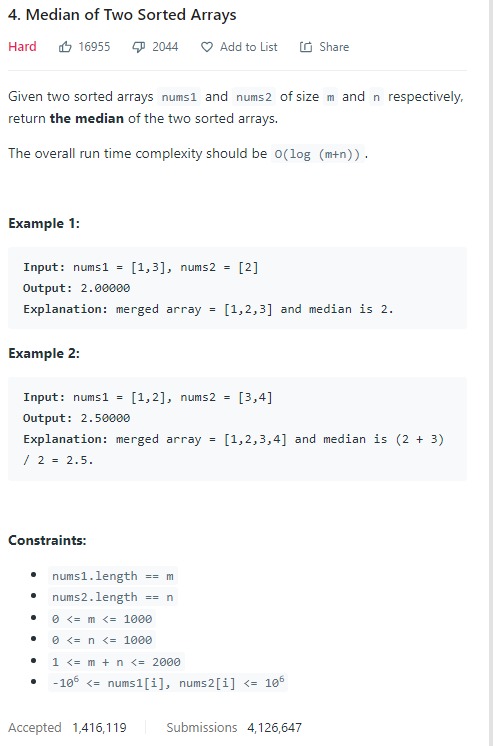 4. Median of Two Sorted Arrays
Hard 16955 2044 Add to List Share
Given two sorted arrays nums1 and nums2 of size m and n respectively,
return the median of the two sorted arrays.
The overall run time complexity should be O(log (m+n)).
Example 1:
Input: nums1 = [1,3], nums2 = [2]
Output: 2.00000
Explanation: merged array = [1,2,3] and median is 2.
Example 2:
Input: nums1 = [1,2], nums2 = [3,4]
Output: 2.50000
Explanation: merged array = [1,2,3,4] and median is (2 + 3)
/ 2 = 2.5.
Constraints:
• nums1.length == m
• nums2.length == n
• 0 <= m <= 1000
• 0 <= n <= 1000
• 1 <= m + n <= 2000
• -10⁶ <= nums1[i], nums2[i] <= 10⁶
Accepted 1,416,119 Submissions 4,126,647